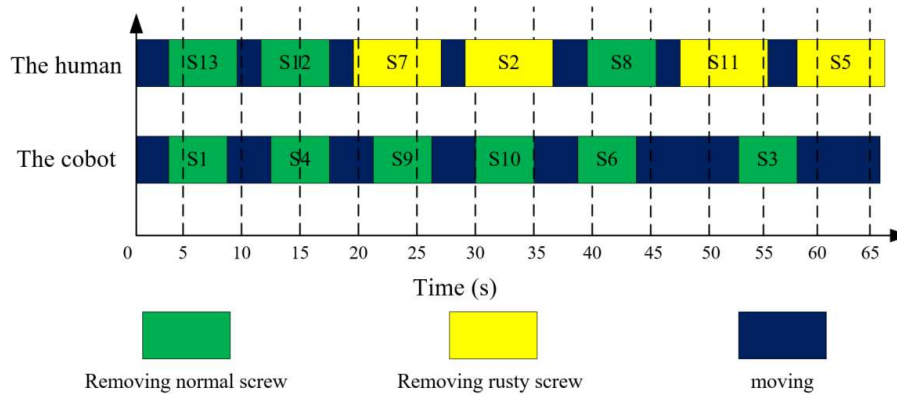 The human S13 S12 S7 S2 S8 S11 S5
The cobot S1 S4 S9 S10 S6 S3
0 5 10 15 20 25 30 35 40 45 50 55 60 65
Time (s)
Removing normal screw Removing rusty screw moving